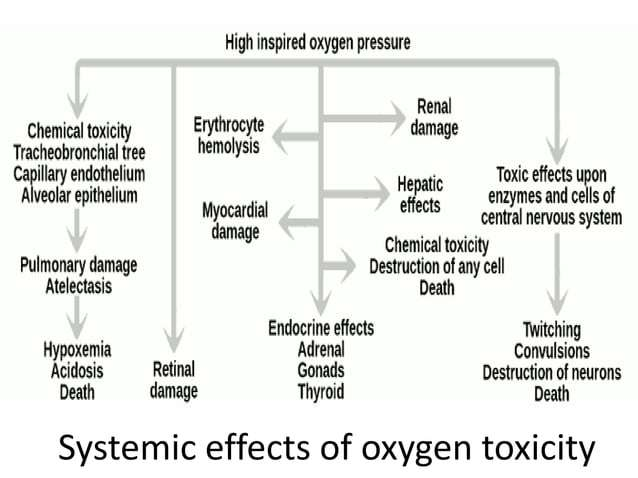 High inspired oxygen pressure
Chemical toxicity
Tracheobronchial tree
Capillary endothelium
Alveolar epithelium
Pulmonary damage
Atelectasis
Hypoxemia
Acidosis
Death
Retinal
damage
Erythrocyte
hemolysis
Myocardial
damage
Renal
damage
Hepatic
effects
Chemical toxicity
Destruction of any cell
Death
Endocrine effects
Adrenal
Gonads
Thyroid
Toxic effects upon
enzymes and cells of
central nervous system
Twitching
Convulsions
Destruction of neurons
Death
Systemic effects of oxygen toxicity